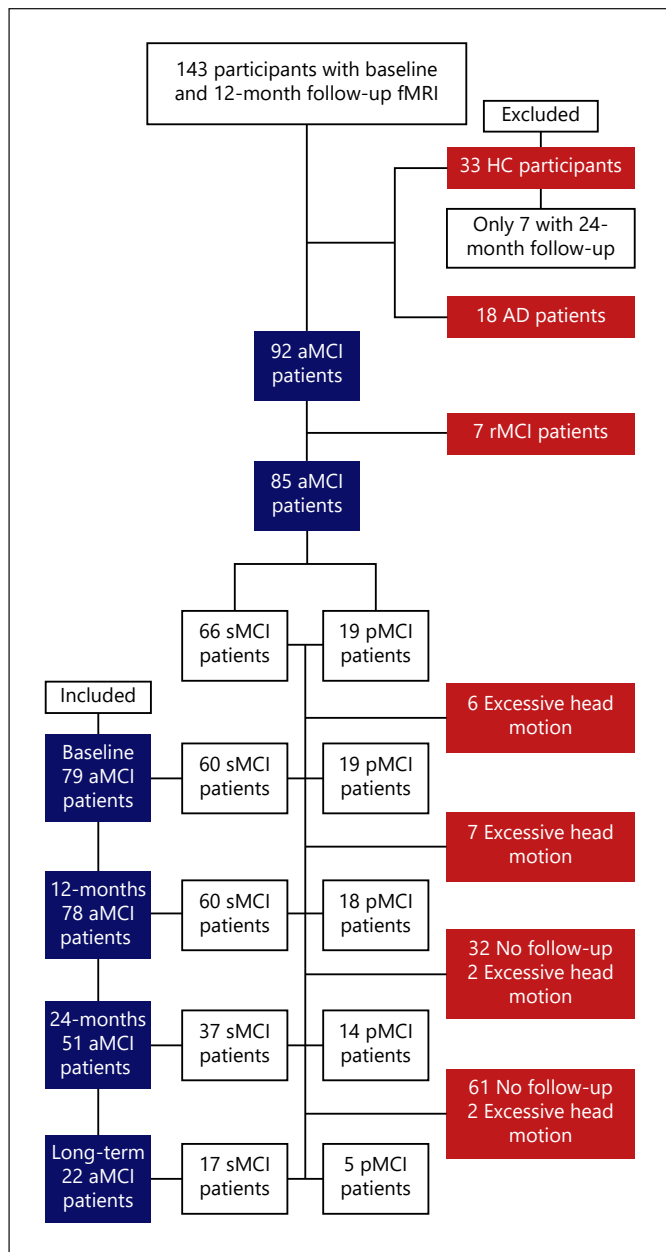 143 participants with baseline
and 12-month follow-up fMRI
Excluded
33 HC participants
Only 7 with 24-
month follow-up
18 AD patients
92 aMCI
patients
7 rMCI patients
85 aMCI
patients
66 sMCI
patients
19 pMCI
patients
6 Excessive head
motion
Included
Baseline
79 aMCI
patients
60 sMCI
patients
19 pMCI
patients
7 Excessive head
motion
12-months
78 aMCI
patients
60 sMCI
patients
18 pMCI
patients
32 No follow-up
2 Excessive head
motion
24-months
51 aMCI
patients
37 sMCI
patients
14 pMCI
patients
61 No follow-up
2 Excessive head
motion
Long-term
22 aMCI
patients
17 sMCI
patients
5 pMCI
patients